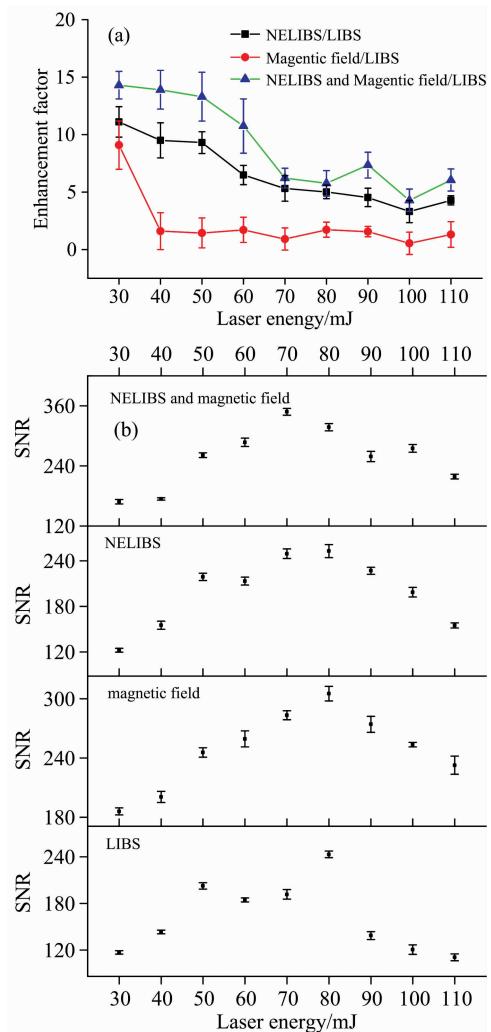 (a)
NELIBS/LIBS
Magentic field/LIBS
NELIBS and Magentic field/LIBS
Enhancement factor
20
15
10
5
0
30 40 50 60 70 80 90 100 110
Laser energy/mJ
30 40 50 60 70 80 90 100 110
NELIBS and magnetic field
(b)
SNR
360
240
120
NELIBS
SNR
240
180
120
magnetic field
SNR
300
240
180
LIBS
SNR
240
180
120
30 40 50 60 70 80 90 100 110
Laser energy/mJ